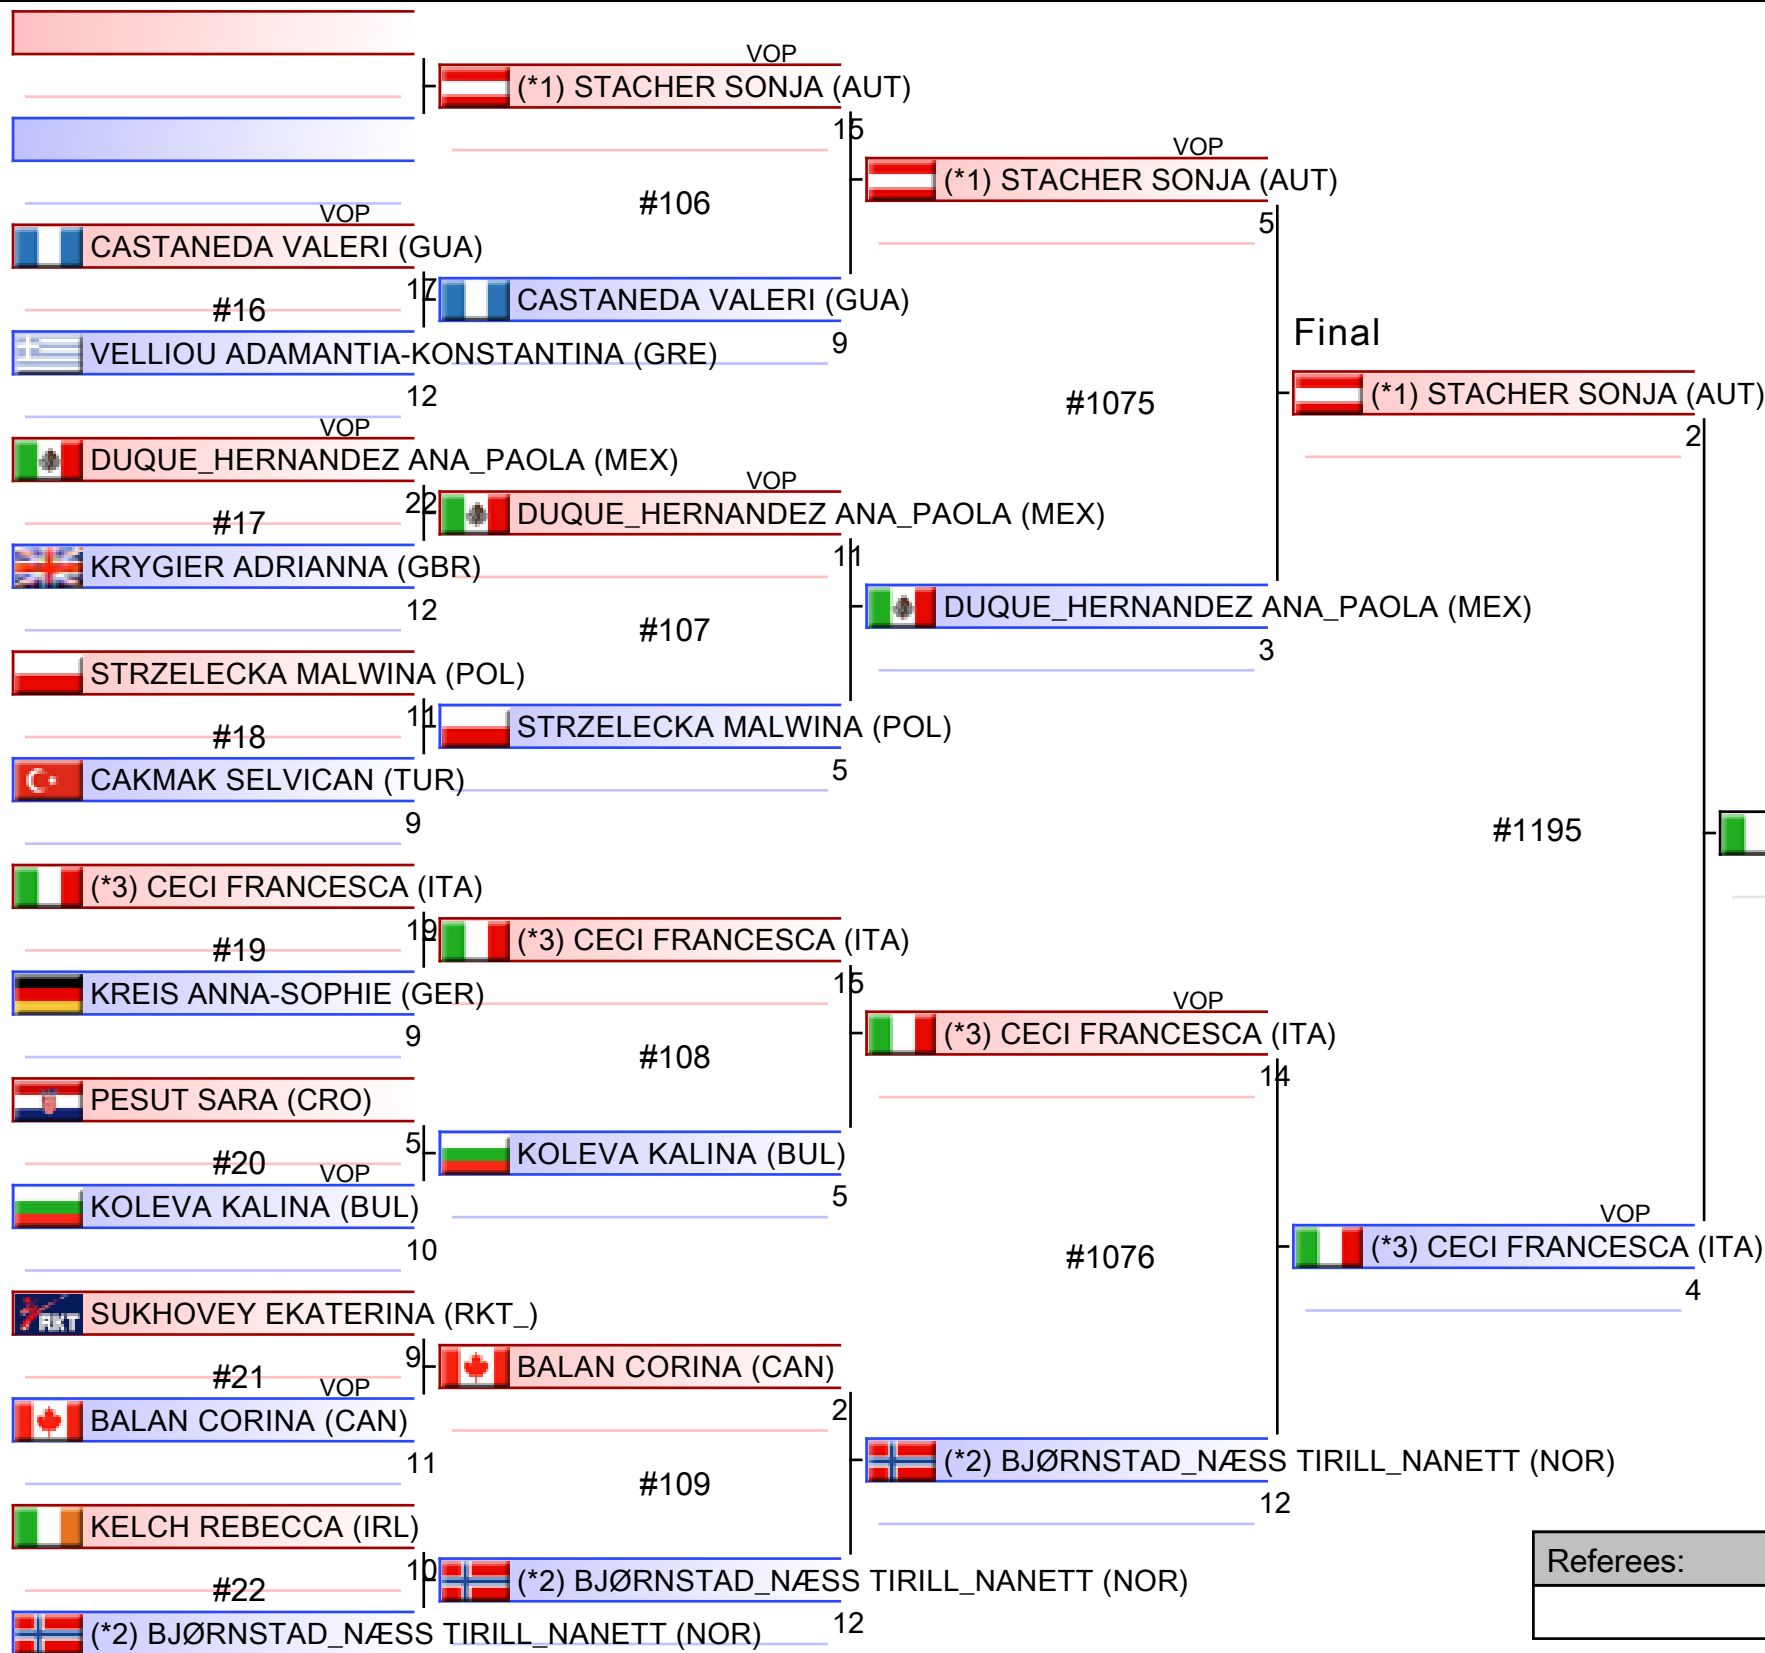 VOP
(*1) STACHER SONJA (AUT)
15
VOP
(*1) STACHER SONJA (AUT)
5
#106
VOP
CASTANEDA VALERI (GUA)
17
#16
CASTANEDA VALERI (GUA)
9
VELLIOU ADAMANTIA-KONSTANTINA (GRE)
12
Final
(*1) STACHER SONJA (AUT)
2
#1075
VOP
DUQUE_HERNANDEZ ANA_PAOLA (MEX)
22
#17
VOP
DUQUE_HERNANDEZ ANA_PAOLA (MEX)
11
KRYGIER ADRIANNA (GBR)
12
#107
DUQUE_HERNANDEZ ANA_PAOLA (MEX)
3
STRZELECKA MALWINA (POL)
11
#18
STRZELECKA MALWINA (POL)
5
CAKMAK SELVICAN (TUR)
9
#1195
(*3) CECI FRANCESCA (ITA)
19
#19
(*3) CECI FRANCESCA (ITA)
15
KREIS ANNA-SOPHIE (GER)
9
VOP
(*3) CECI FRANCESCA (ITA)
14
#108
PESUT SARA (CRO)
5
#20
VOP
KOLEVA KALINA (BUL)
5
KOLEVA KALINA (BUL)
10
#1076
VOP
(*3) CECI FRANCESCA (ITA)
4
RKT
SUKHOVEY EKATERINA (RKT_)
9
#21
VOP
BALAN CORINA (CAN)
2
BALAN CORINA (CAN)
11
#109
(*2) BJØRNSTAD_NÆSS TIRILL_NANETT (NOR)
12
KELCH REBECCA (IRL)
10
#22
(*2) BJØRNSTAD_NÆSS TIRILL_NANETT (NOR)
12
(*2) BJØRNSTAD_NÆSS TIRILL_NANETT (NOR)
Referees: